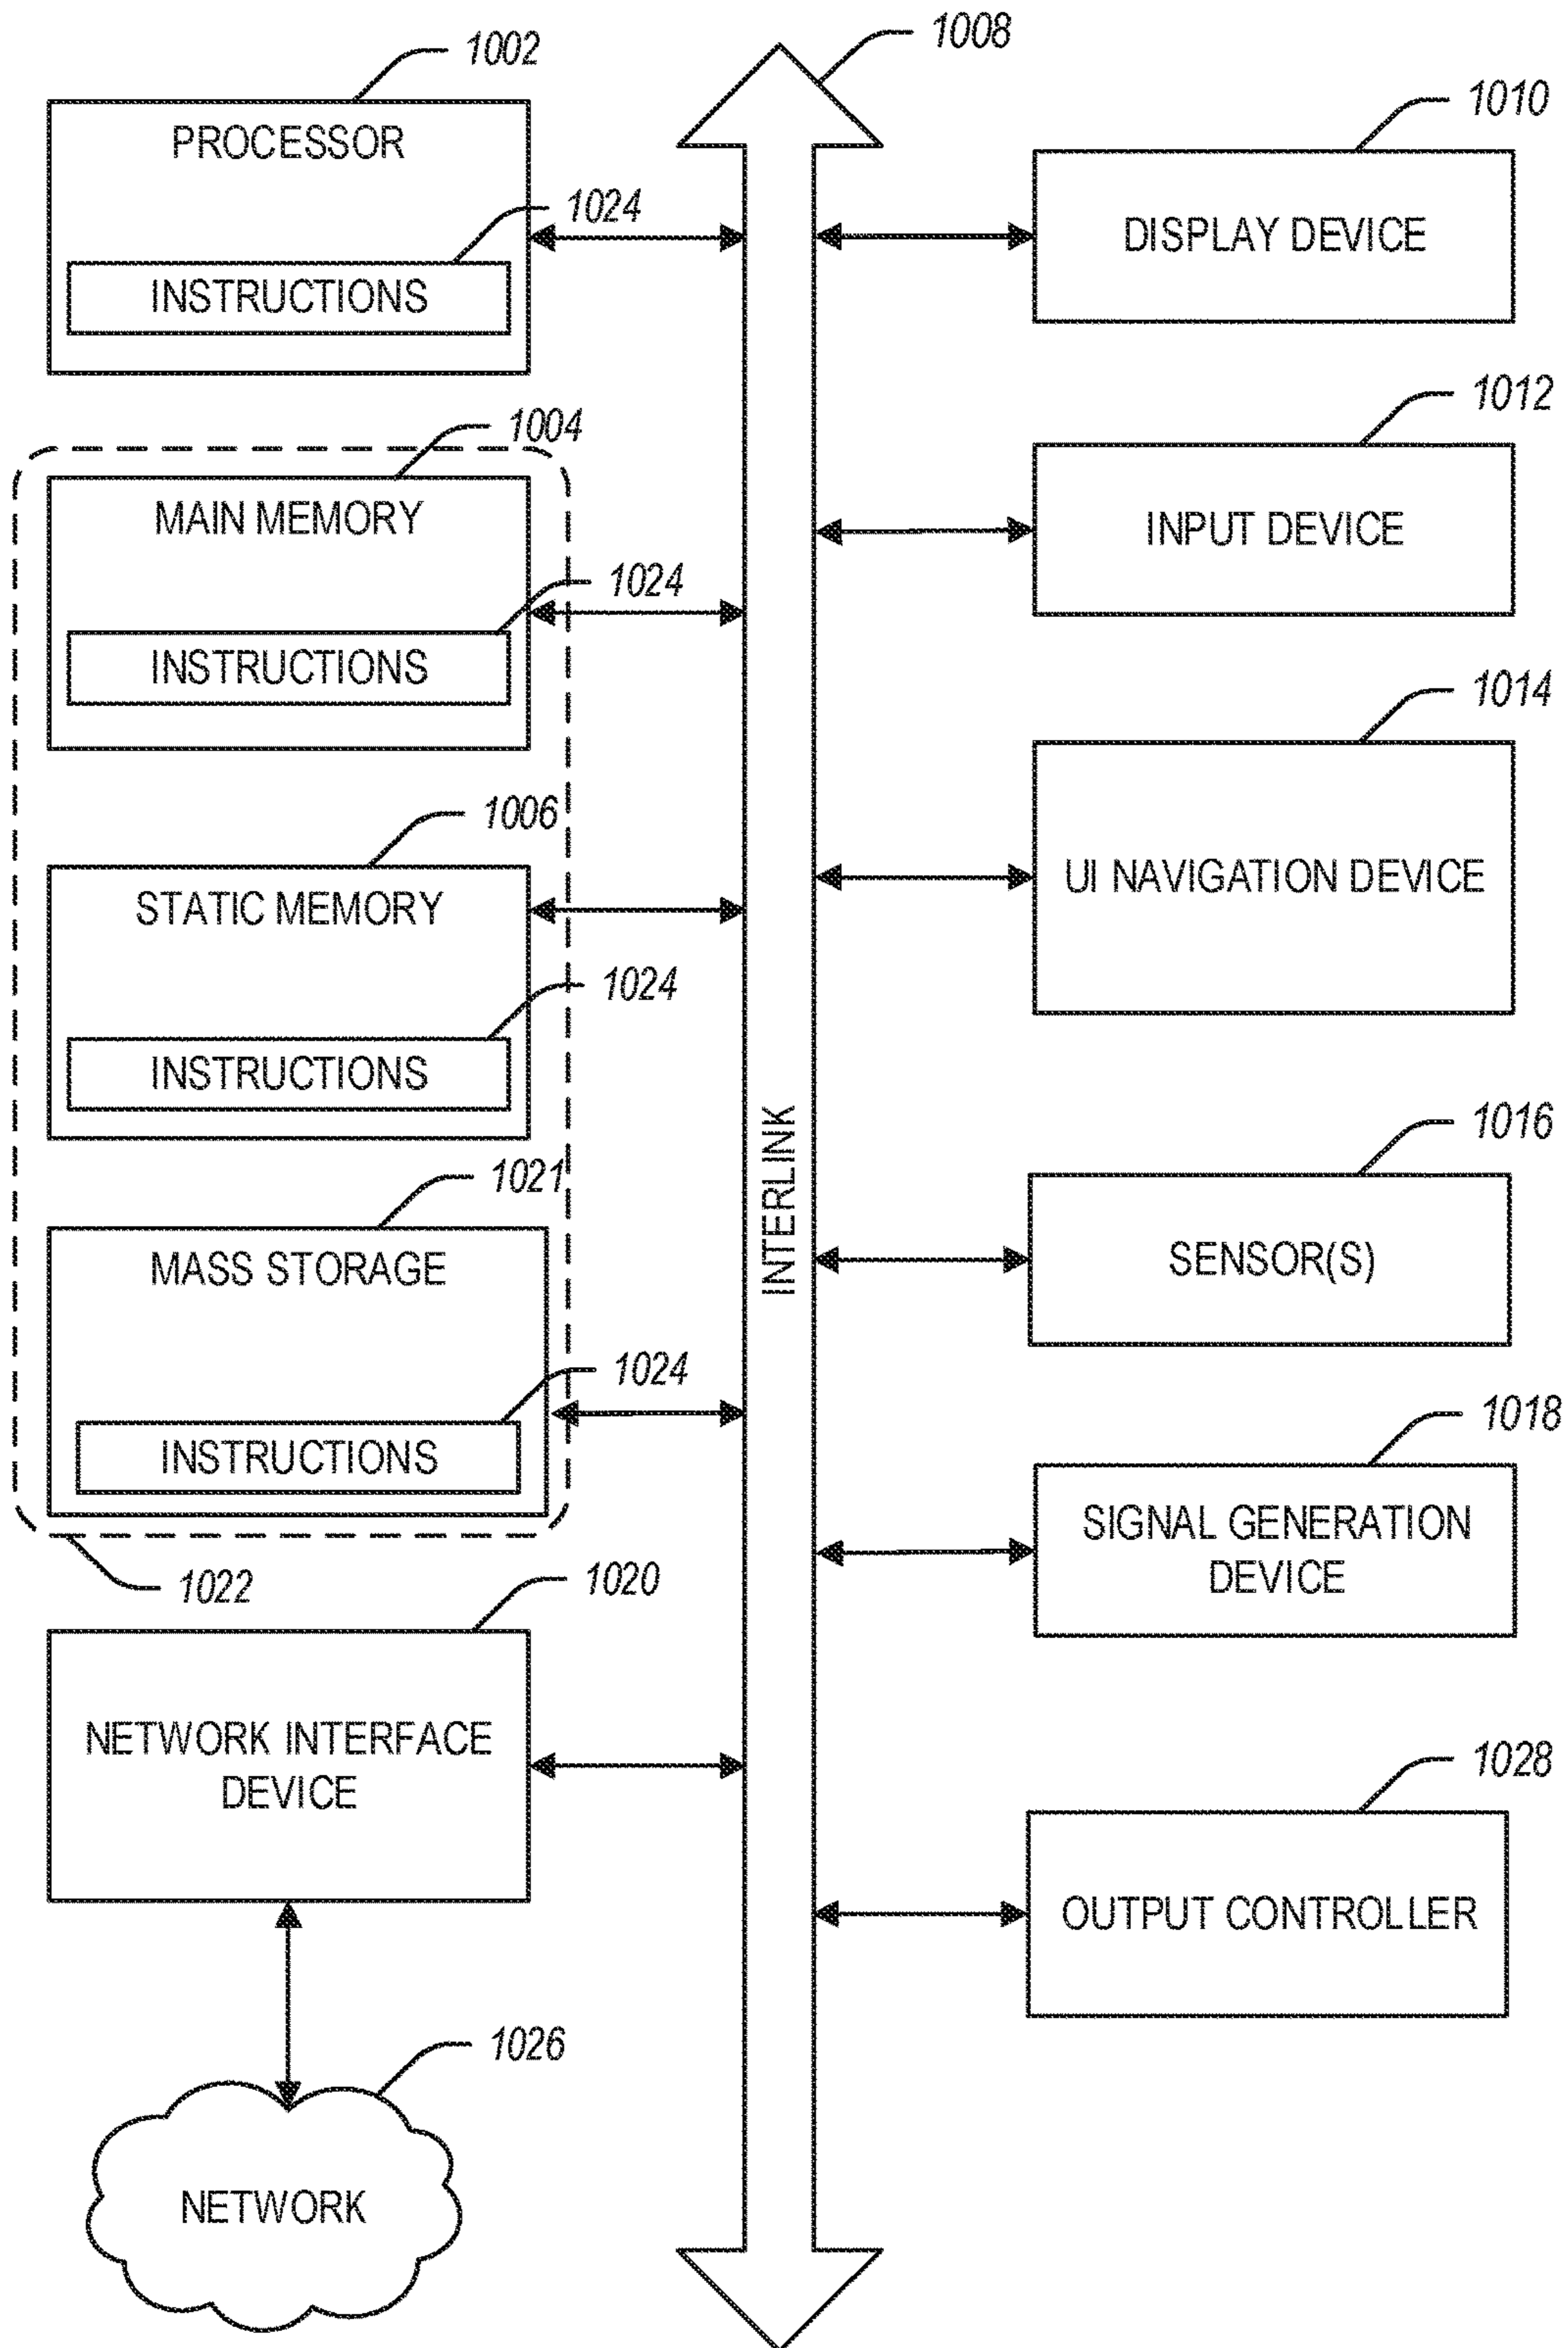 1002
PROCESSOR
1024
INSTRUCTIONS
1004
MAIN MEMORY
1024
INSTRUCTIONS
1006
STATIC MEMORY
1024
INSTRUCTIONS
1021
MASS STORAGE
1024
INSTRUCTIONS
1022
1020
NETWORK INTERFACE
DEVICE
1026
NETWORK
1008
INTERLINK
1010
DISPLAY DEVICE
1012
INPUT DEVICE
1014
UI NAVIGATION DEVICE
1016
SENSOR(S)
1018
SIGNAL GENERATION
DEVICE
1028
OUTPUT CONTROLLER